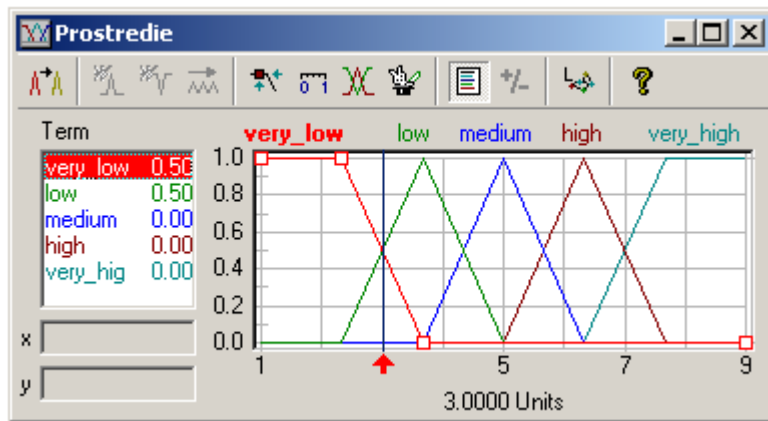 Prostredie
Term
very_low low medium high very_high
very_low 0.50
low 0.50
medium 0.00
high 0.00
very_hig 0.00
1.0
0.8
0.6
0.4
0.2
0.0
1 5 7 9
x
y
3.0000 Units